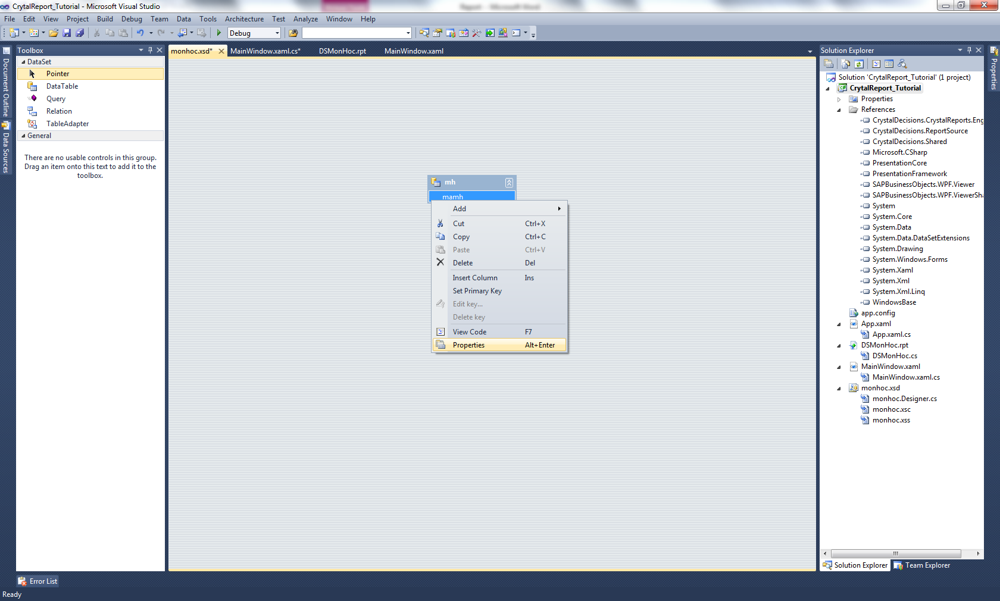 CrytalReport_Tutorial - Microsoft Visual Studio
File Edit View Project Build Debug Team Data Tools Architecture Test Analyze Window Help
Debug
Document Outline
Data Sources
Toolbox
DataSet
Pointer
DataTable
Query
Relation
TableAdapter
General
There are no usable controls in this group.
Drag an item onto this text to add it to the
toolbox.
monhoc.xsd* MainWindow.xaml.cs* DSMonHoc.rpt MainWindow.xaml
mh
mamh
Add
Cut Ctrl+X
Copy Ctrl+C
Paste Ctrl+V
Delete Del
Insert Column Ins
Set Primary Key
Edit key...
Delete key
View Code F7
Properties Alt+Enter
Solution Explorer
Solution 'CrytalReport_Tutorial' (1 project)
CrytalReport_Tutorial
Properties
References
CrystalDecisions.CrystalReports.Eng
CrystalDecisions.ReportSource
CrystalDecisions.Shared
Microsoft.CSharp
PresentationCore
PresentationFramework
SAPBusinessObjects.WPF.Viewer
SAPBusinessObjects.WPF.ViewerSha
System
System.Core
System.Data
System.Data.DataSetExtensions
System.Drawing
System.Windows.Forms
System.Xaml
System.Xml
System.Xml.Linq
WindowsBase
app.config
App.xaml
App.xaml.cs
DSMonHoc.rpt
DSMonHoc.cs
MainWindow.xaml
MainWindow.xaml.cs
monhoc.xsd
monhoc.Designer.cs
monhoc.xsc
monhoc.xss
Solution Explorer Team Explorer
Properties
Error List
Ready